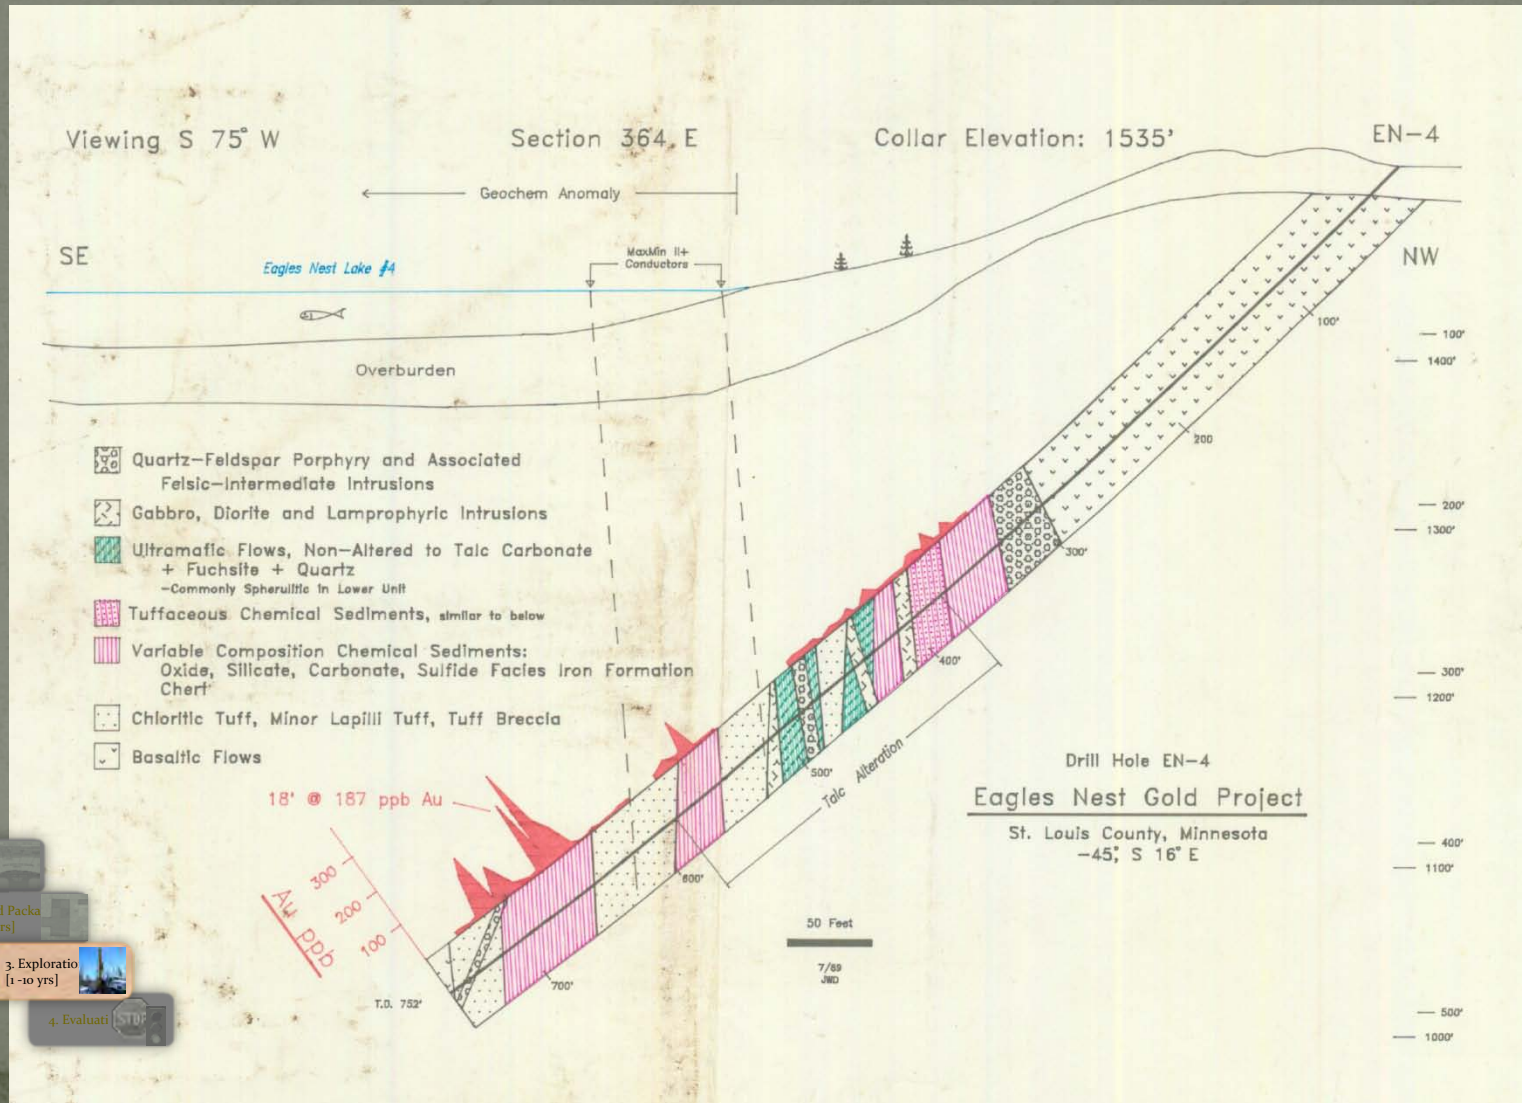 Viewing S 75° W
Section 364 E
Collar Elevation: 1535'
EN-4
Geochem Anomaly
SE
Eagles Nest Lake #4
MaxMin II+
Conductors
NW
Overburden
100'
200
300'
400'
500'
600'
700'
100'
1400'
200'
1300'
300'
1200'
400'
1100'
500'
1000'
Quartz-Feldspar Porphyry and Associated
Felsic-Intermediate Intrusions
Gabbro, Diorite and Lamprophyric Intrusions
Ultramafic Flows, Non-Altered to Talc Carbonate
+ Fuchsite + Quartz
-Commonly Spherulitic in Lower Unit
Tuffaceous Chemical Sediments, similar to below
Variable Composition Chemical Sediments:
Oxide, Silicate, Carbonate, Sulfide Facies Iron Formation
Chert
Chloritic Tuff, Minor Lapilli Tuff, Tuff Breccia
Basaltic Flows
Talc Alteration
18' @ 187 ppb Au
300
200
100
Au ppb
T.D. 752'
Drill Hole EN-4
Eagles Nest Gold Project
St. Louis County, Minnesota
-45°, S 16° E
50 Feet
7/89
JWD
d Packa
rs]
3. Exploratio
[1 -10 yrs]
4. Evaluati
STOP